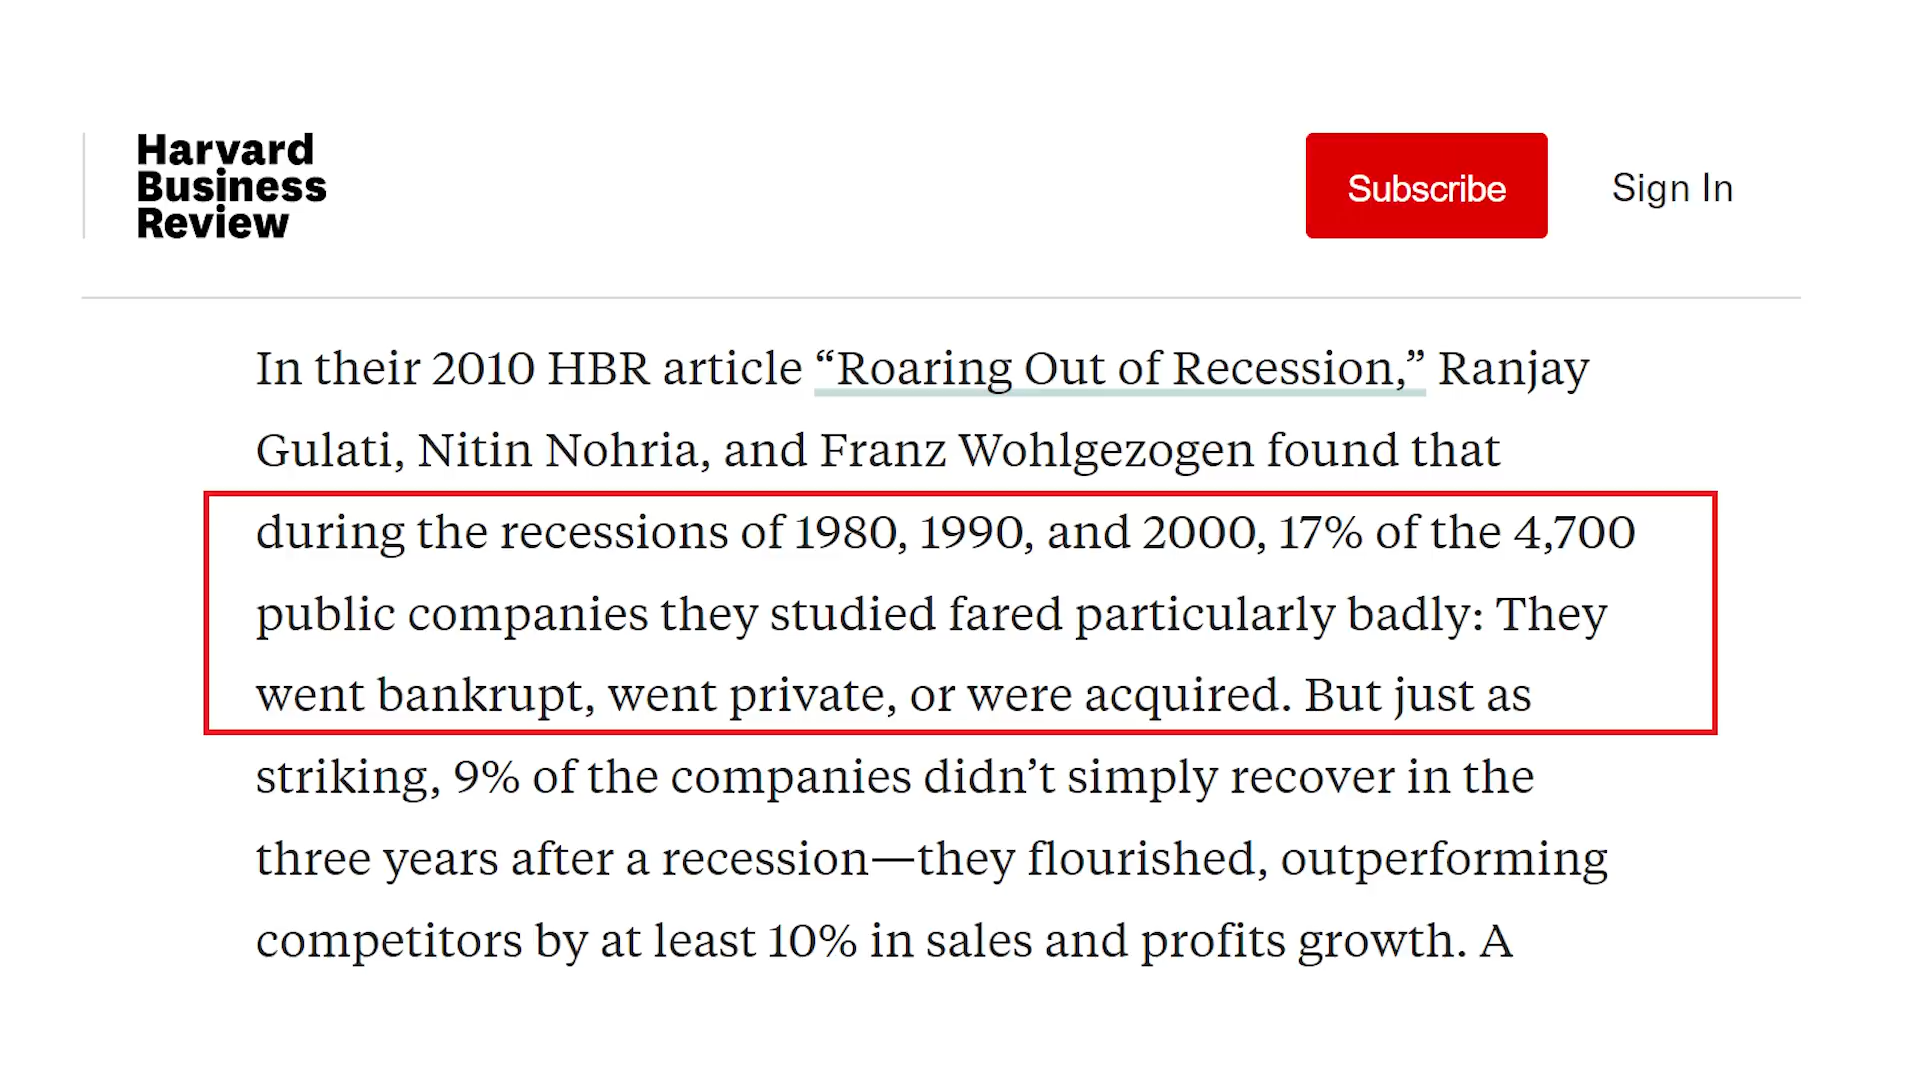 Harvard
Business
Review
Subscribe
Sign In
In their 2010 HBR article “Roaring Out of Recession,” Ranjay
Gulati, Nitin Nohria, and Franz Wohlgezogen found that
during the recessions of 1980, 1990, and 2000, 17% of the 4,700
public companies they studied fared particularly badly: They
went bankrupt, went private, or were acquired. But just as
striking, 9% of the companies didn’t simply recover in the
three years after a recession—they flourished, outperforming
competitors by at least 10% in sales and profits growth. A